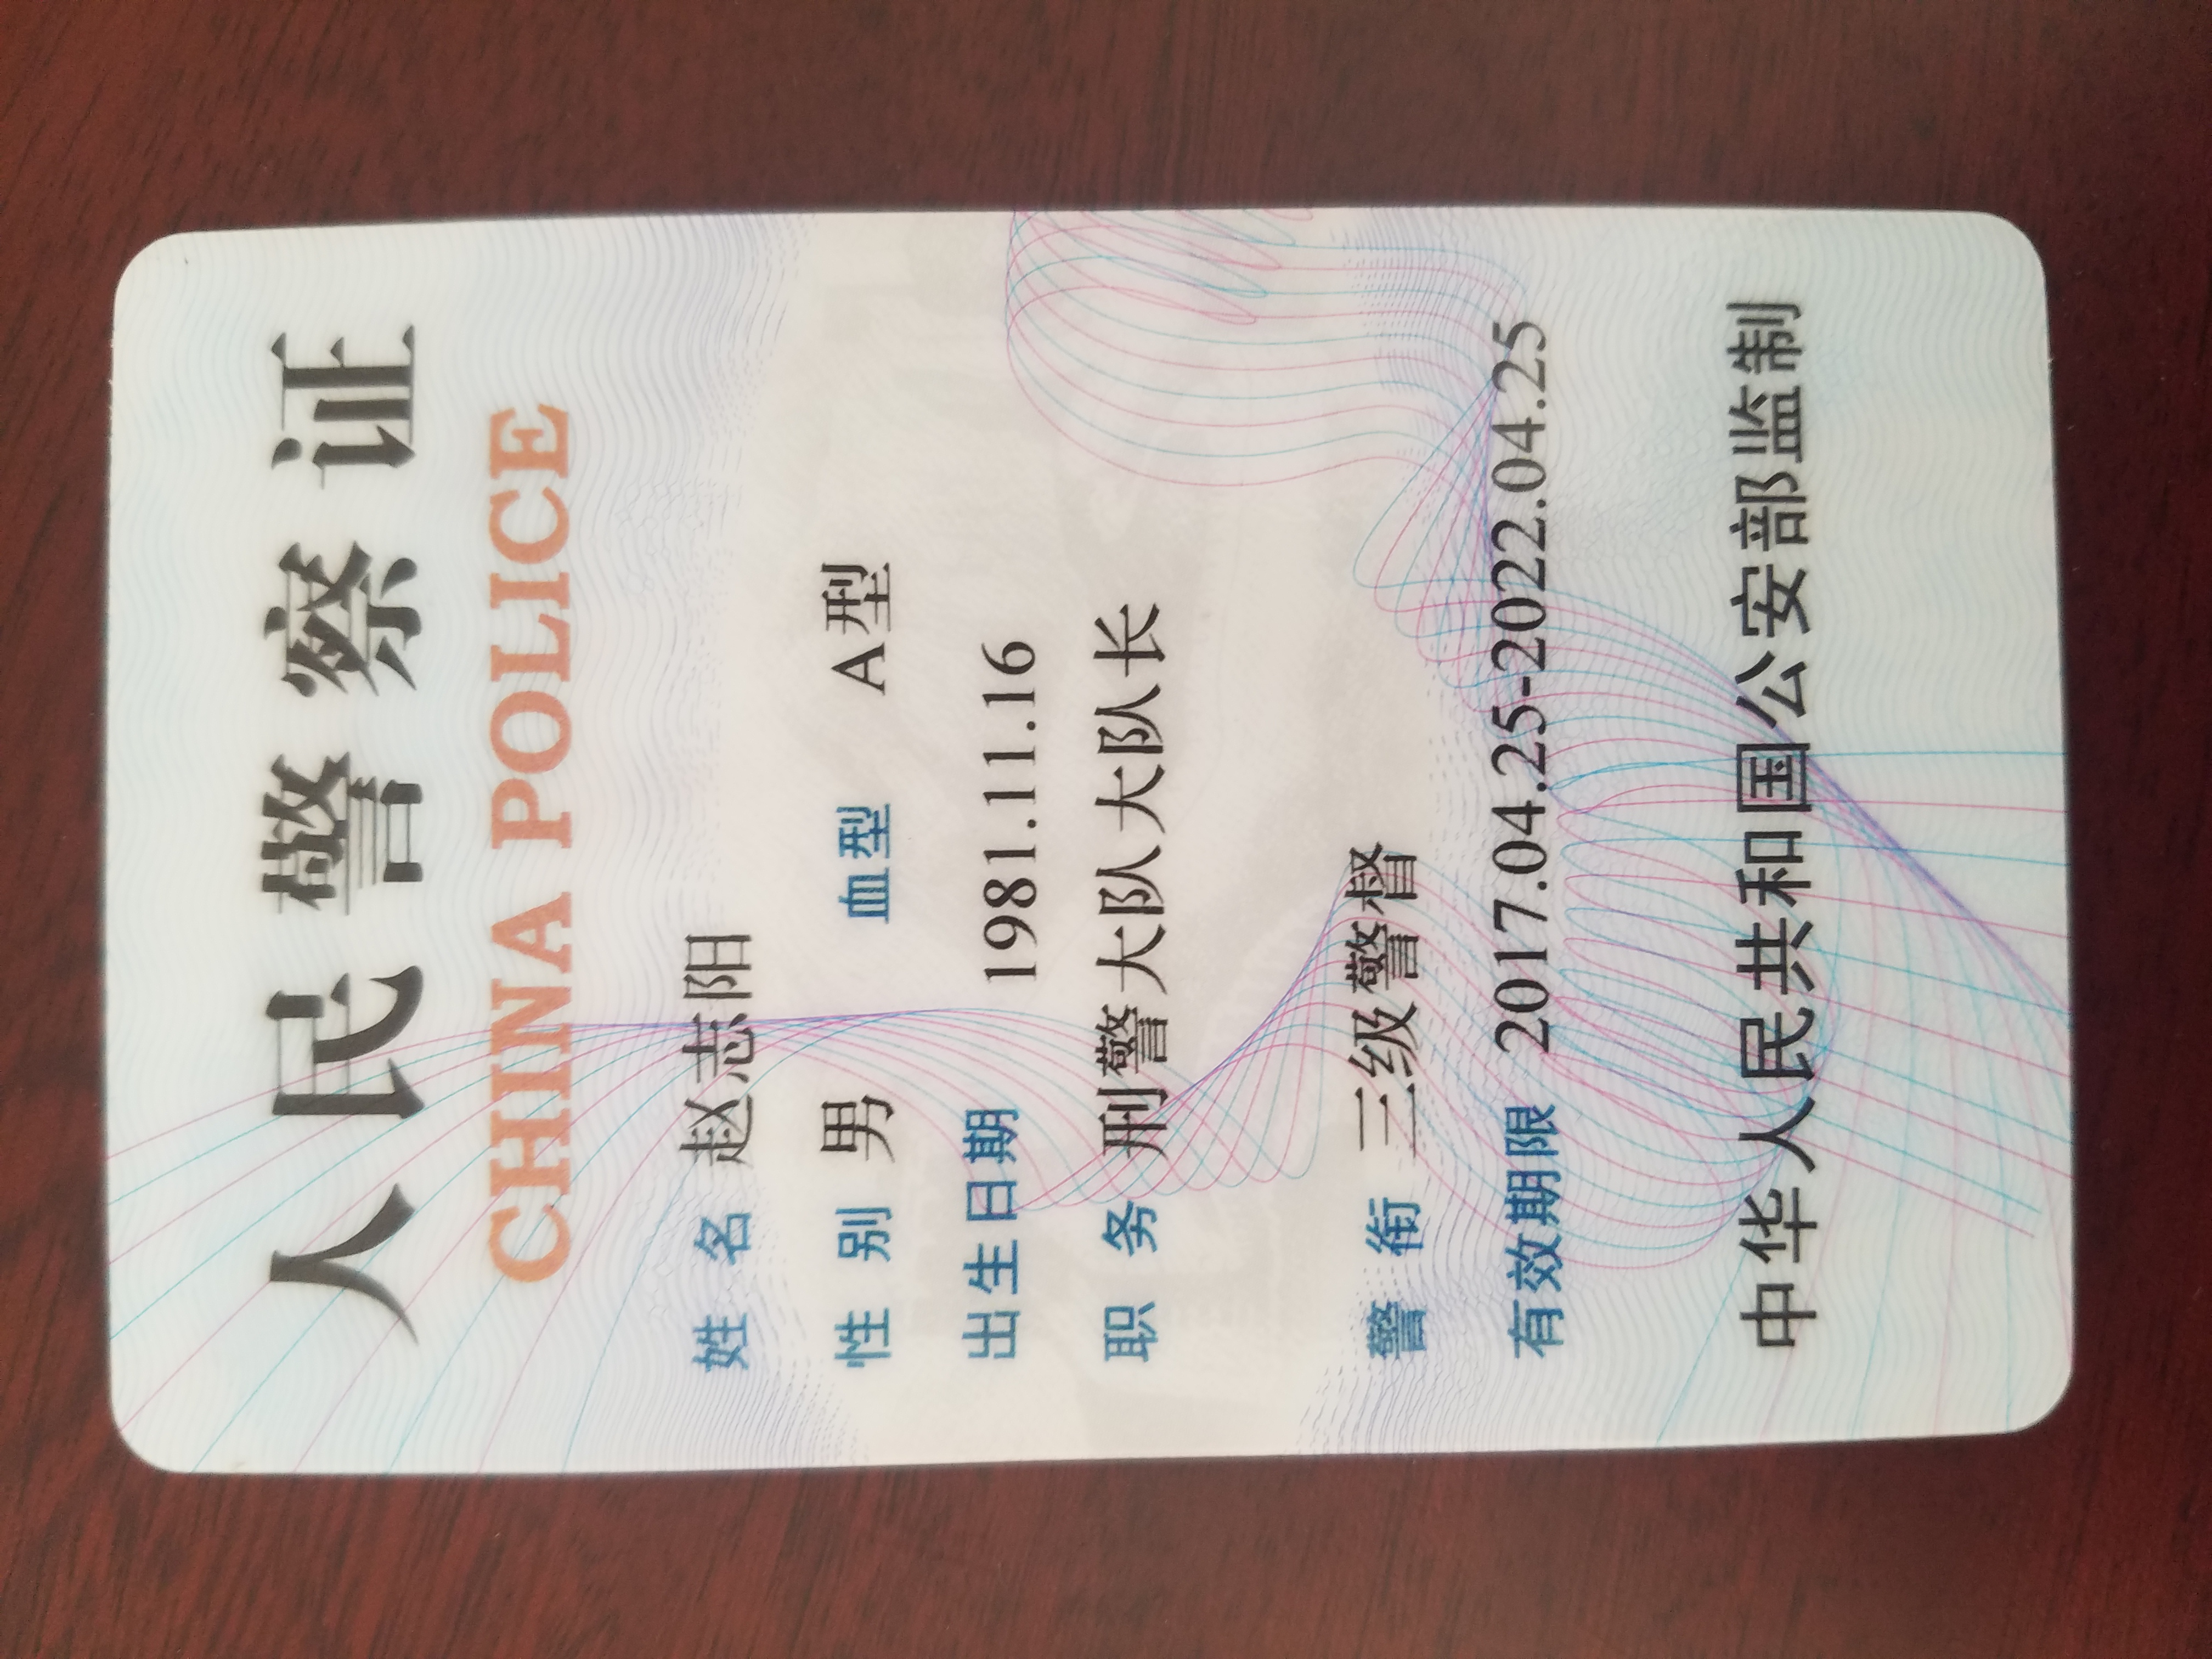 人民警察证
CHINA POLICE
姓 名 赵志阳
性 别 男 血型 A型
出生日期 1981.11.16
职 务 刑警大队大队长
警 衔 三级警督
有效期限 2017.04.25-2022.04.25
中华人民共和国公安部监制